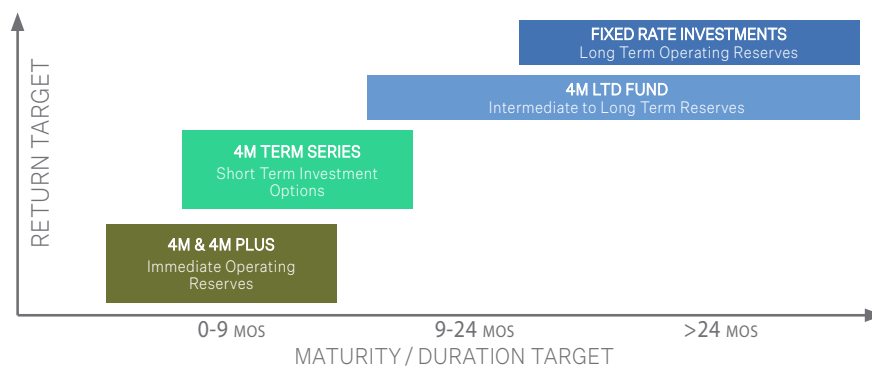 FIXED RATE INVESTMENTS
Long Term Operating Reserves
4M LTD FUND
Intermediate to Long Term Reserves
4M TERM SERIES
Short Term Investment
Options
4M & 4M PLUS
Immediate Operating
Reserves
RETURN TARGET
0-9 MOS
9-24 MOS
>24 MOS
MATURITY / DURATION TARGET